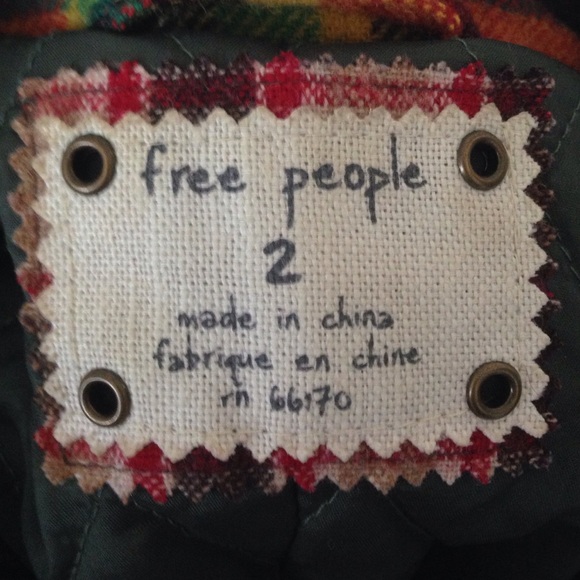 free people
2
made in china
fabrique en chine
rn 66170